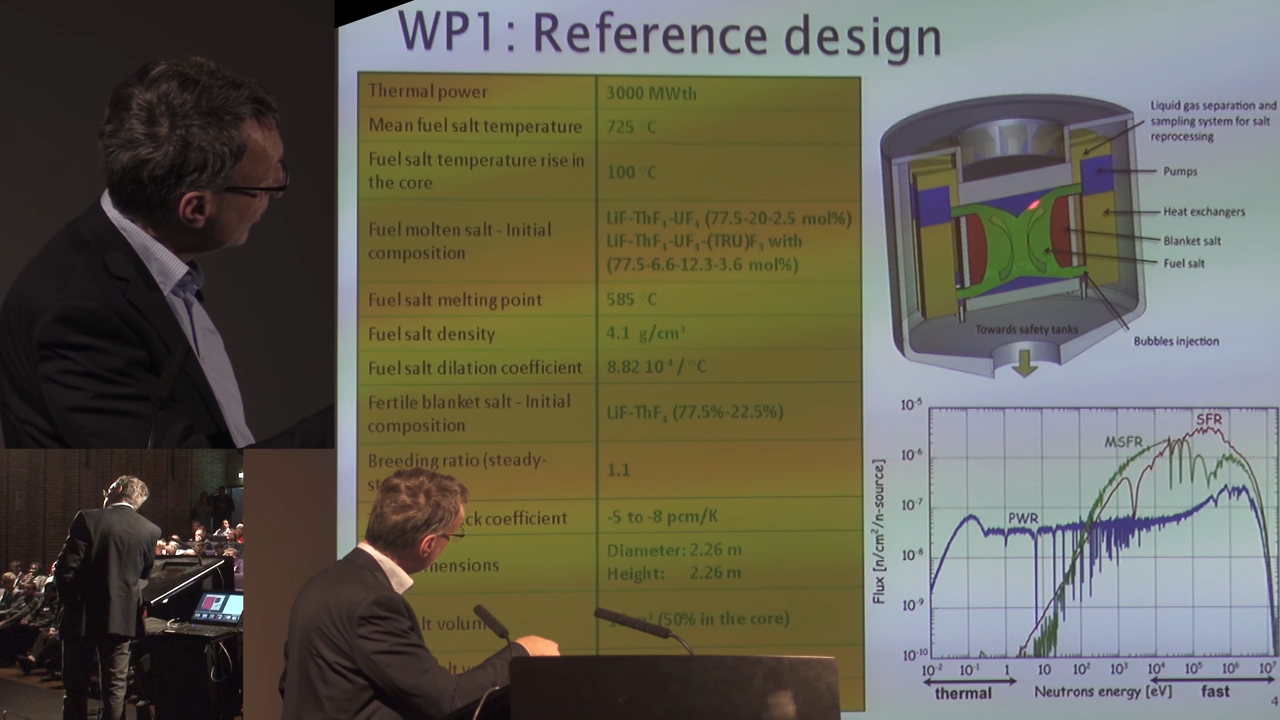 WP1: Reference design
Thermal power
3000 MWth
Mean fuel salt temperature
725 °C
Fuel salt temperature rise in
the core
100 °C
Fuel molten salt - Initial
composition
LiF-ThF₄-UF₄ (77.5-20-2.5 mol%)
LiF-ThF₄-UF₄-(TRU)F₃ with
(77.5-6.6-12.3-3.6 mol%)
Fuel salt melting point
585 °C
Fuel salt density
4.1 g/cm³
Fuel salt dilation coefficient
8.82 10⁻⁴ / °C
Fertile blanket salt - Initial
composition
LiF-ThF₄ (77.5%-22.5%)
Breeding ratio (steady-
1.1
coefficient
-5 to -8 pcm/K
Diameter: 2.26 m
Height: 2.26 m
(50% in the core)
Liquid gas separation and
sampling system for salt
reprocessing
Pumps
Heat exchangers
Blanket salt
Fuel salt
Bubbles injection
Towards safety tanks
Flux [n/cm²/n-source]
10⁻⁵
10⁻⁶
10⁻⁷
10⁻⁸
10⁻⁹
10⁻¹⁰
SFR
MSFR
PWR
10⁻² 10⁻¹ 1 10 10² 10³ 10⁴ 10⁵ 10⁶ 10⁷
thermal
Neutrons energy [eV]
fast
4